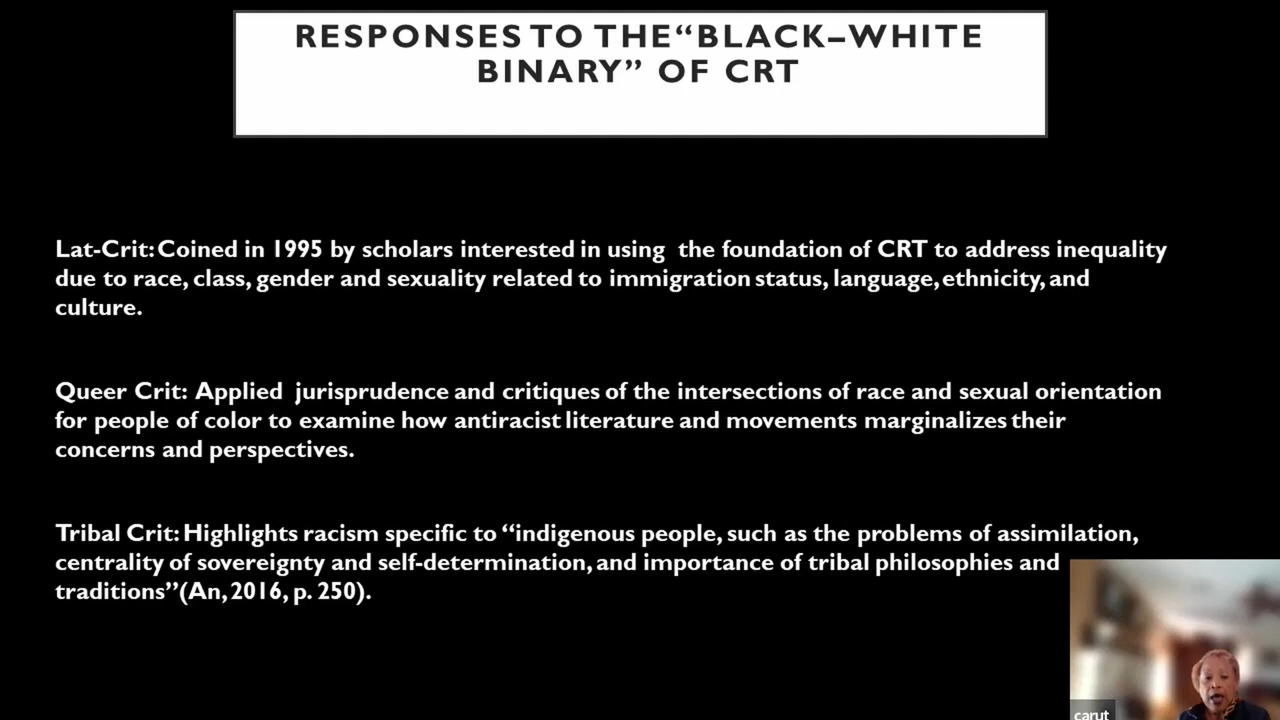 RESPONSES TO THE“BLACK–WHITE
BINARY” OF CRT
Lat-Crit: Coined in 1995 by scholars interested in using the foundation of CRT to address inequality
due to race, class, gender and sexuality related to immigration status, language, ethnicity, and
culture.
Queer Crit: Applied jurisprudence and critiques of the intersections of race and sexual orientation
for people of color to examine how antiracist literature and movements marginalizes their
concerns and perspectives.
Tribal Crit: Highlights racism specific to “indigenous people, such as the problems of assimilation,
centrality of sovereignty and self-determination, and importance of tribal philosophies and
traditions”(An, 2016, p. 250).
carut